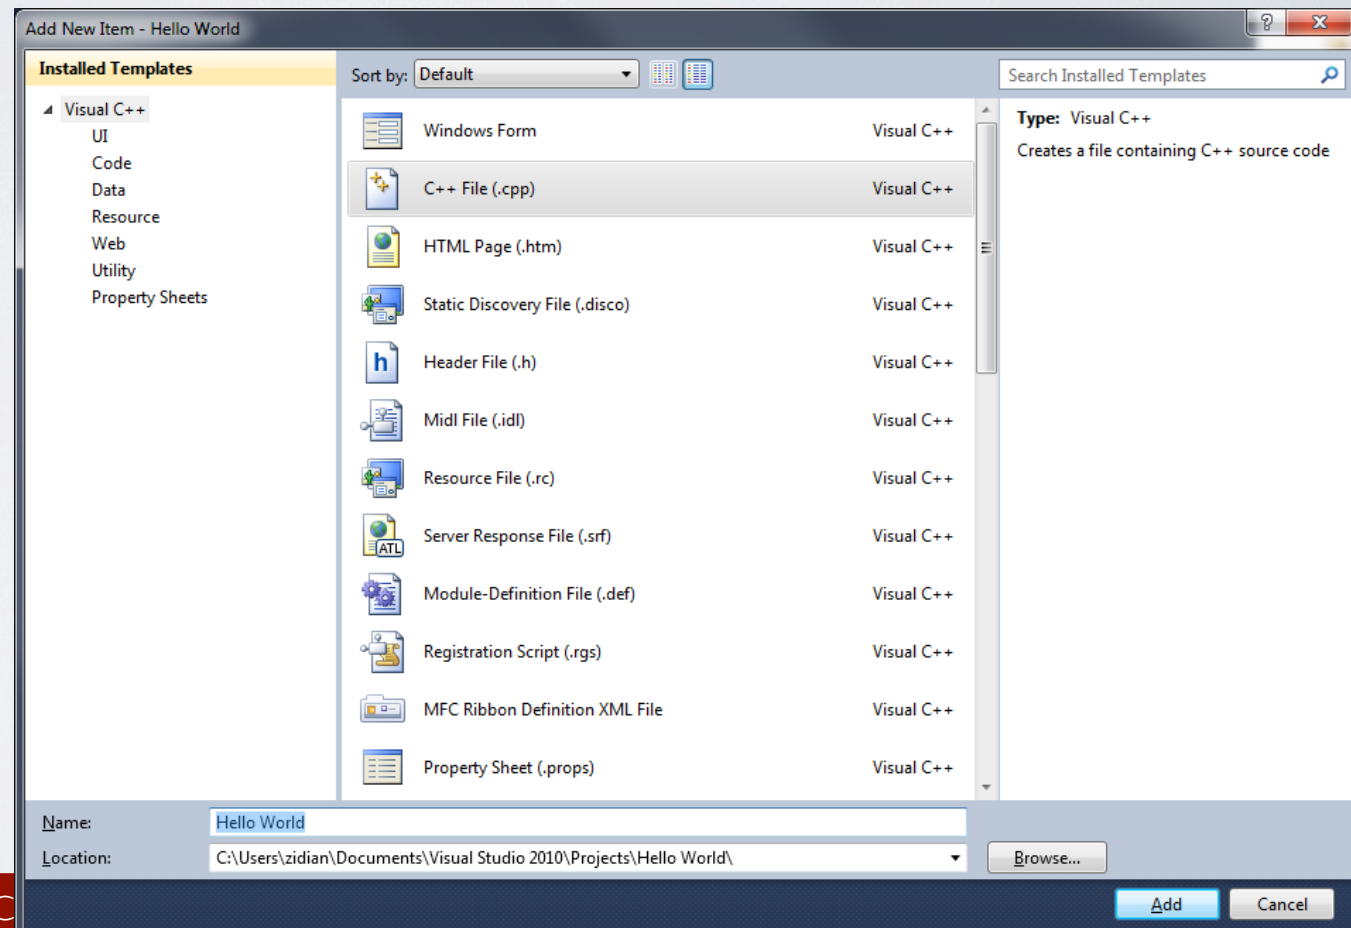 Add New Item - Hello World
Installed Templates
Sort by: Default
Search Installed Templates
Visual C++
UI
Code
Data
Resource
Web
Utility
Property Sheets
Windows Form Visual C++
C++ File (.cpp) Visual C++
HTML Page (.htm) Visual C++
Static Discovery File (.disco) Visual C++
h Header File (.h) Visual C++
Midl File (.idl) Visual C++
Resource File (.rc) Visual C++
ATL Server Response File (.srf) Visual C++
Module-Definition File (.def) Visual C++
Registration Script (.rgs) Visual C++
MFC Ribbon Definition XML File Visual C++
Property Sheet (.props) Visual C++
Type: Visual C++
Creates a file containing C++ source code
Name: Hello World
Location: C:\Users\zidian\Documents\Visual Studio 2010\Projects\Hello World\
Browse...
Add Cancel